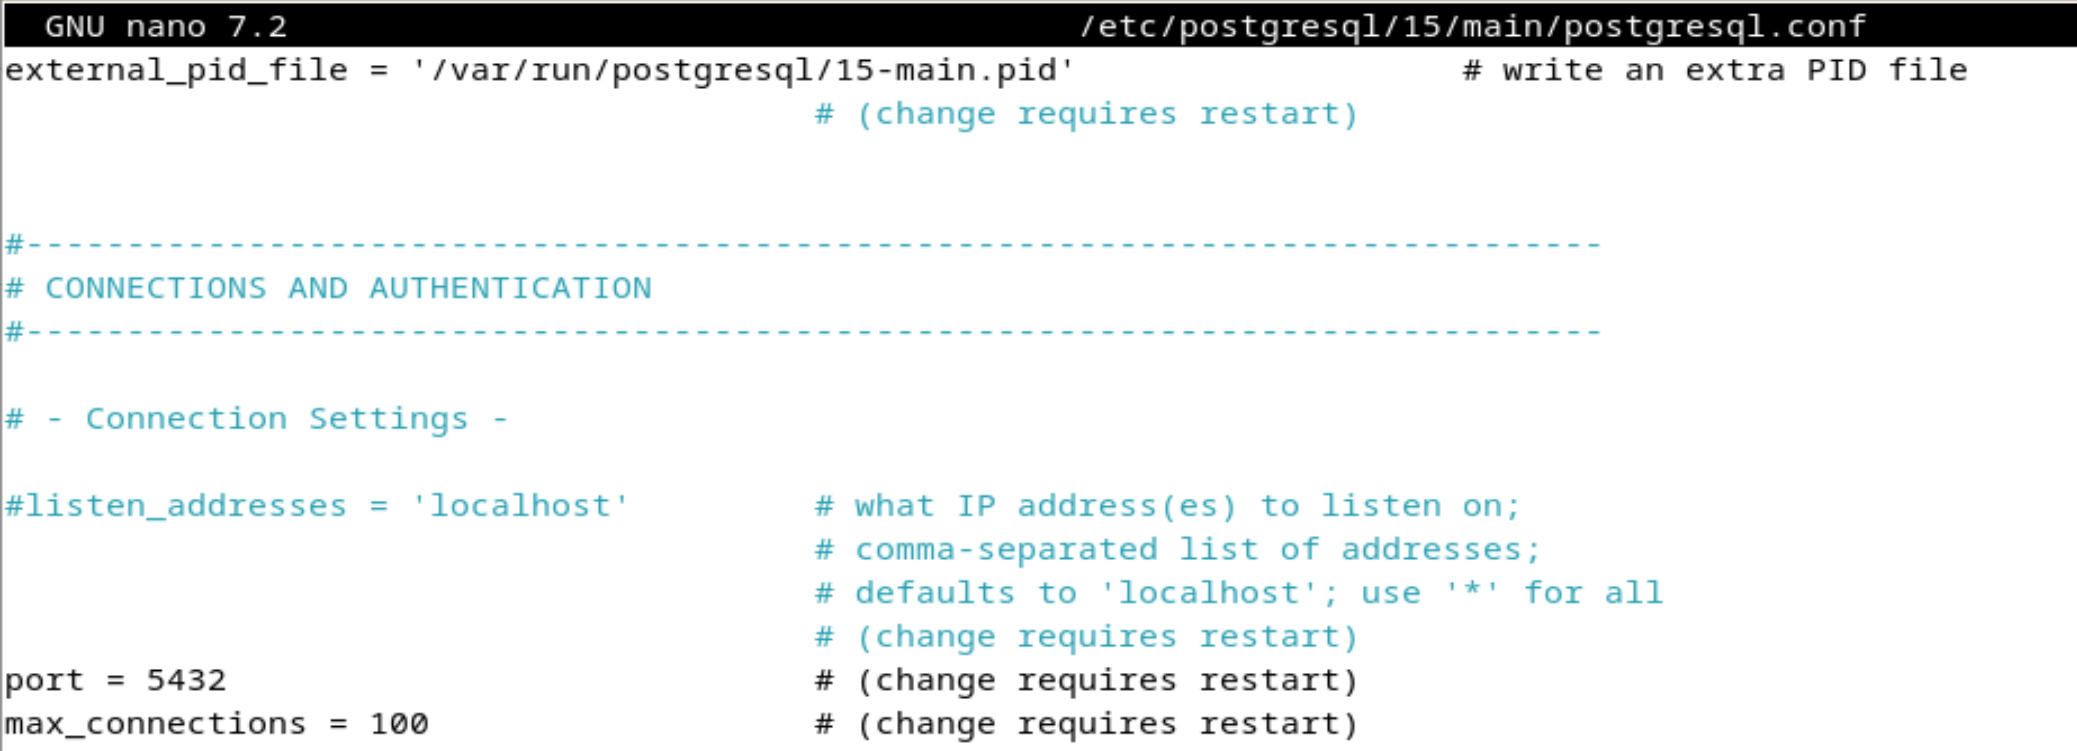 GNU nano 7.2 /etc/postgresql/15/main/postgresql.conf
external_pid_file = '/var/run/postgresql/15-main.pid' # write an extra PID file
# (change requires restart)
#------------------------------------------------------------------------------
# CONNECTIONS AND AUTHENTICATION
#------------------------------------------------------------------------------
# - Connection Settings -
#listen_addresses = 'localhost' # what IP address(es) to listen on;
# comma-separated list of addresses;
# defaults to 'localhost'; use '*' for all
# (change requires restart)
port = 5432 # (change requires restart)
max_connections = 100 # (change requires restart)